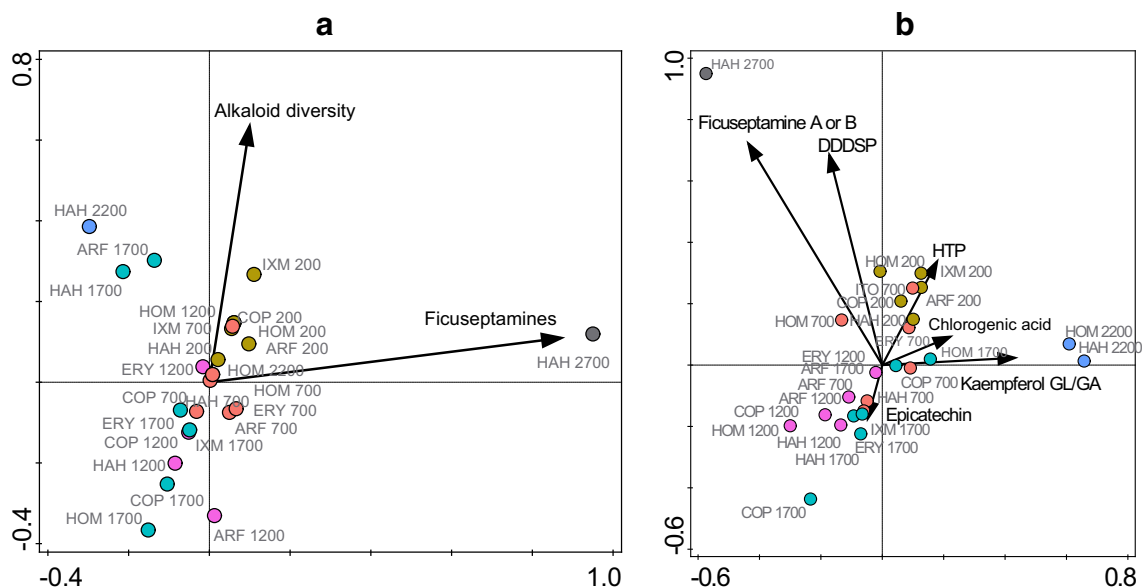 a
0.8
Alkaloid diversity
HAH 2200
ARF 1700
IXM 200
HAH 1700
HOM 1200
COP 200
IXM 700
HOM 200
Ficuseptamines
HAH 200
ARF 200
HAH 2700
ERY 1200
HOM 2200
HOM 700
COP 700
HAH 700
ERY 700
ERY 1700
ARF 700
COP 1200
IXM 1700
HAH 1200
COP 1700
HOM 1700
ARF 1200
-0.4
-0.4
1.0
b
1.0
HAH 2700
Ficuseptamine A or B
DDDSP
HTP
HOM 200
IXM 200
ITO 700
COP 200
ARF 200
HOM 700
HAH 200
Chlorogenic acid
ERY 700
HOM 2200
HOM 1700
HAH 2200
ERY 1200
ARF 1700
COP 700
Kaempferol GL/GA
ARF 700
HAH 700
ARF 1200
Epicatechin
COP 1200
HOM 1200
IXM 1700
HAH 1200
ERY 1700
HAH 1700
COP 1700
-0.6
-0.6
0.8